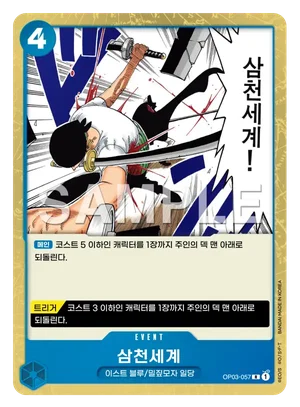 4
삼천세계!
SAMPLE
메인 코스트 5 이하인 캐릭터를 1장까지 주인의 덱 맨 아래로
되돌린다.
트리거 코스트 3 이하인 캐릭터를 1장까지 주인의 덱 맨 아래로
되돌린다.
EVENT
삼천세계
이스트 블루/밀짚모자 일당
OP03-057 R 1